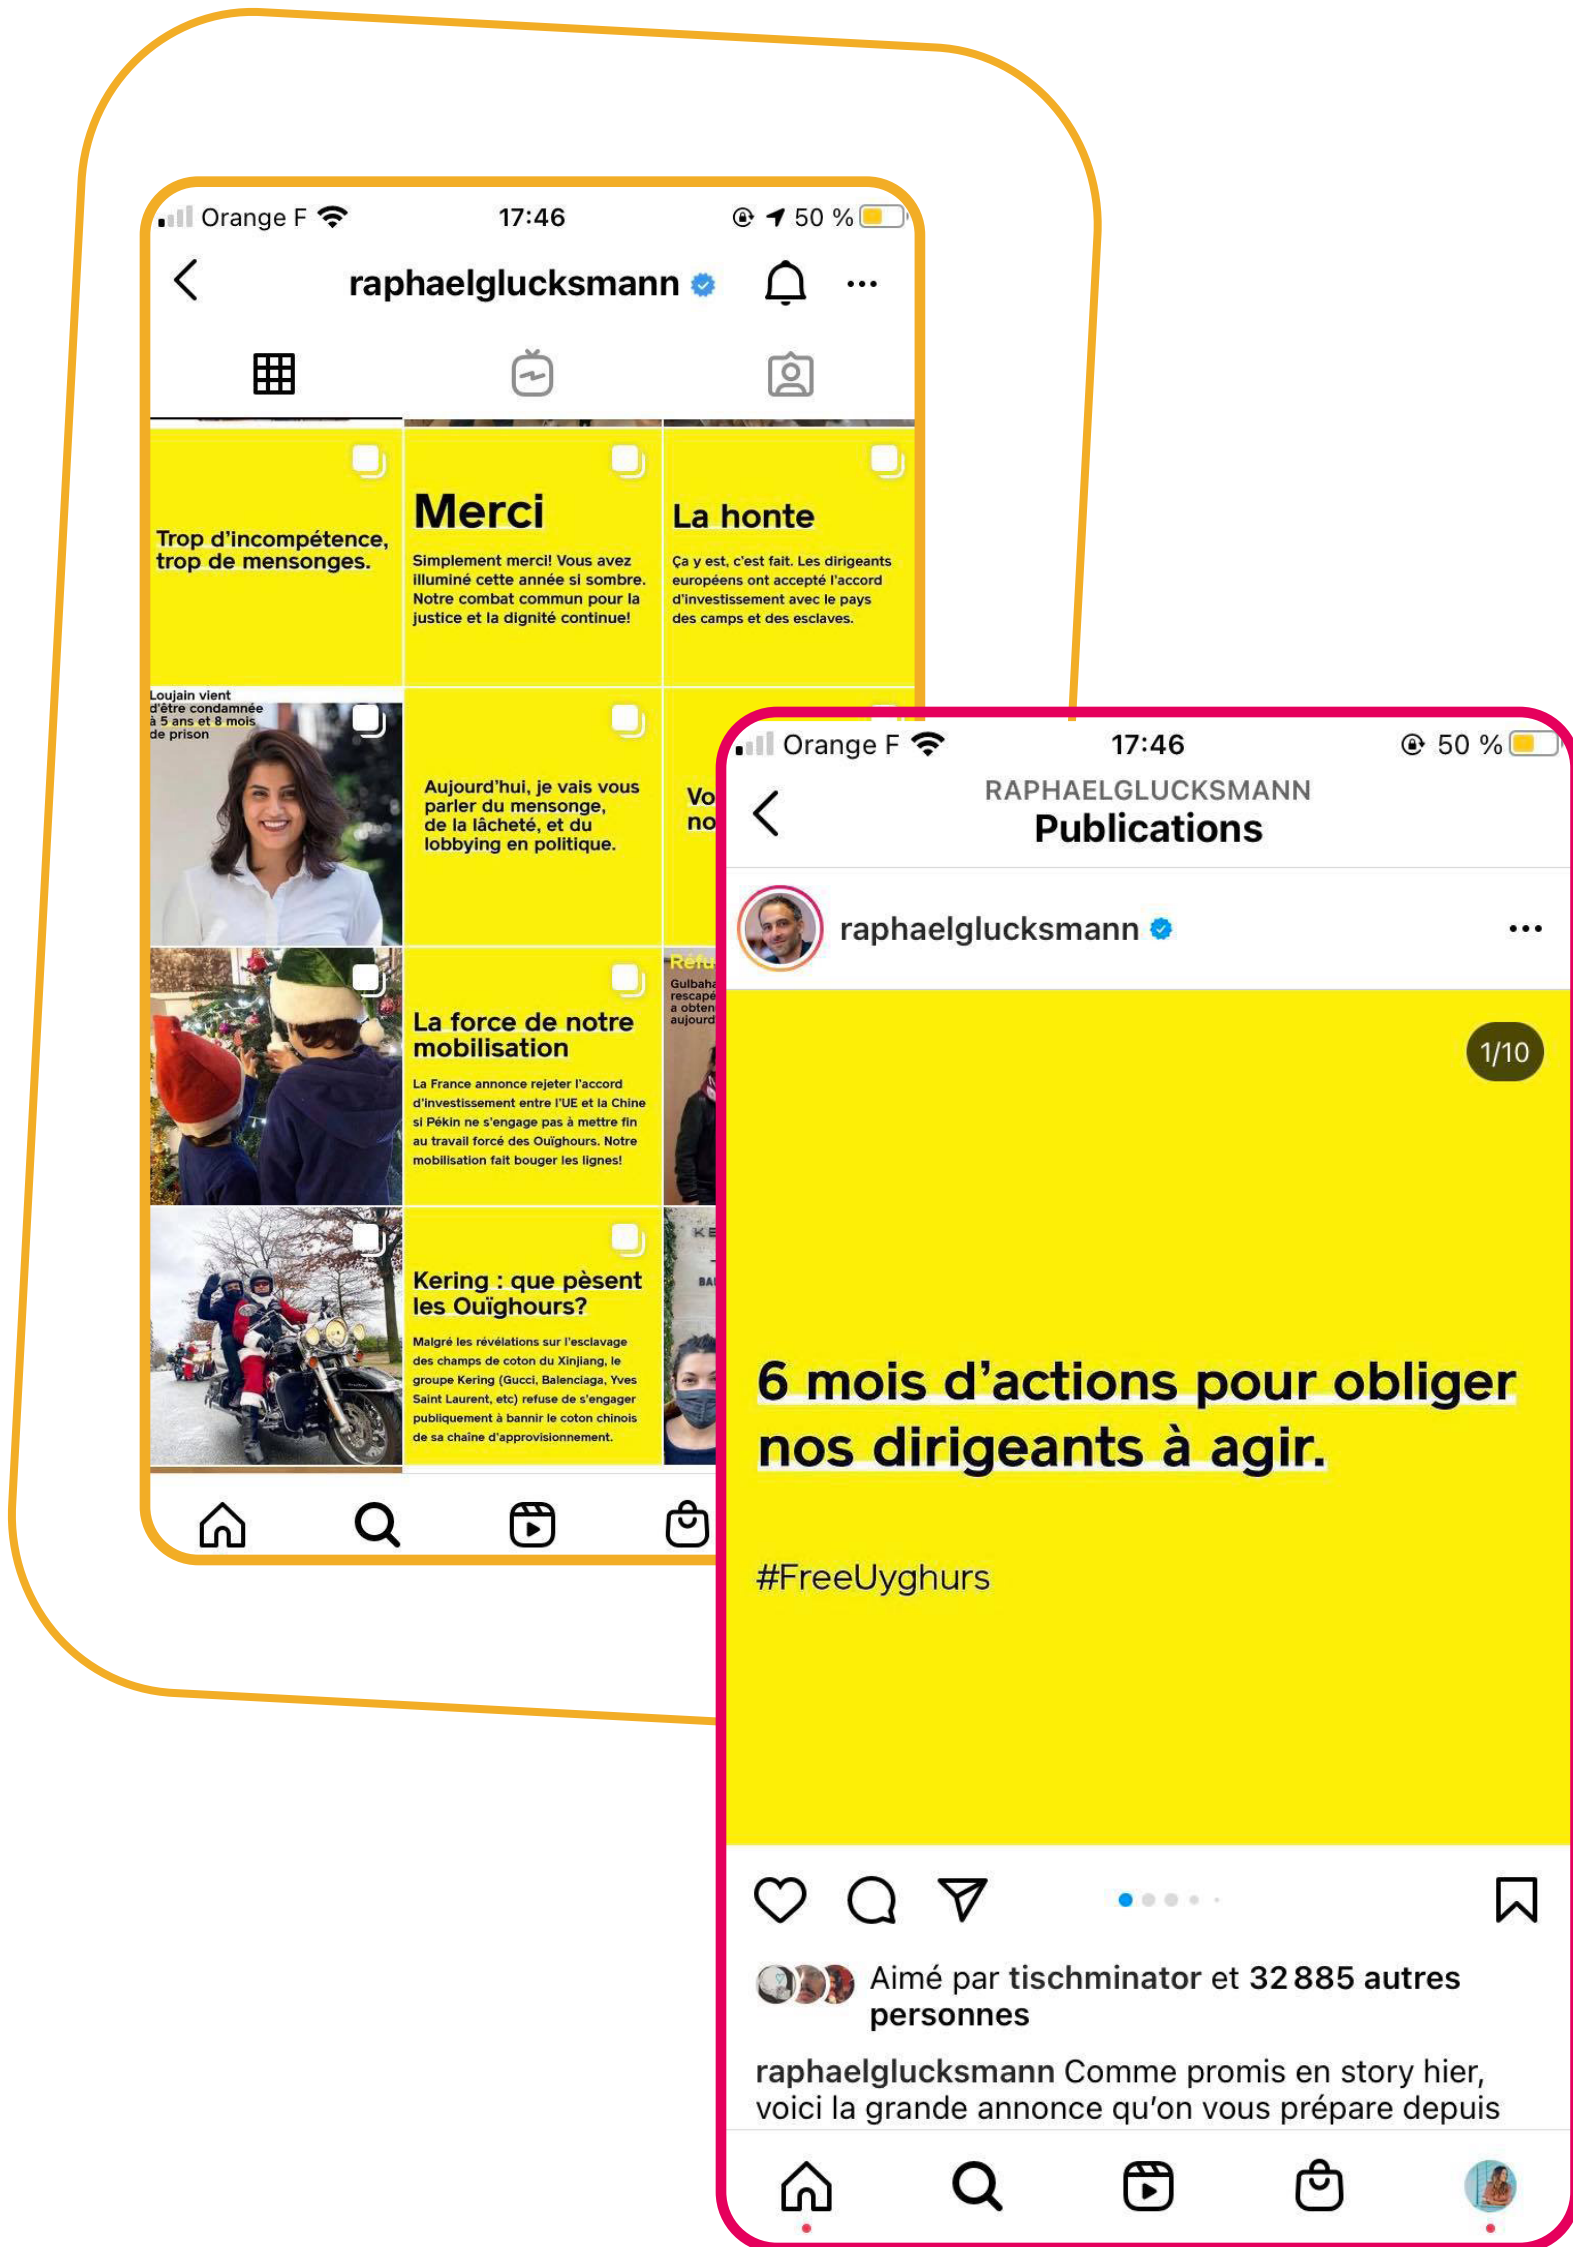 Orange F
17:46
50 %
raphaelglucksmann
Trop d'incompétence,
trop de mensonges.
Merci
Simplement merci! Vous avez
illuminé cette année si sombre.
Notre combat commun pour la
justice et la dignité continue!
La honte
Ça y est, c'est fait. Les dirigeants
européens ont accepté l'accord
d'investissement avec le pays
des camps et des esclaves.
Loujain vient
d'être condamnée
à 5 ans et 8 mois
de prison
Aujourd'hui, je vais vous
parler du mensonge,
de la lâcheté, et du
lobbying en politique.
Vo
no
La force de notre
mobilisation
La France annonce rejeter l'accord
d'investissement entre l'UE et la Chine
si Pékin ne s'engage pas à mettre fin
au travail forcé des Ouïghours. Notre
mobilisation fait bouger les lignes!
Réfu
Gulbaha
rescapé
a obten
aujourd
Kering : que pèsent
les Ouïghours?
Malgré les révélations sur l'esclavage
des champs de coton du Xinjiang, le
groupe Kering (Gucci, Balenciaga, Yves
Saint Laurent, etc) refuse de s'engager
publiquement à bannir le coton chinois
de sa chaîne d'approvisionnement.
KE
BA
Orange F
17:46
50 %
RAPHAELGLUCKSMANN
Publications
raphaelglucksmann
1/10
6 mois d'actions pour obliger
nos dirigeants à agir.
#FreeUyghurs
Aimé par tischminator et 32 885 autres
personnes
raphaelglucksmann Comme promis en story hier,
voici la grande annonce qu'on vous prépare depuis